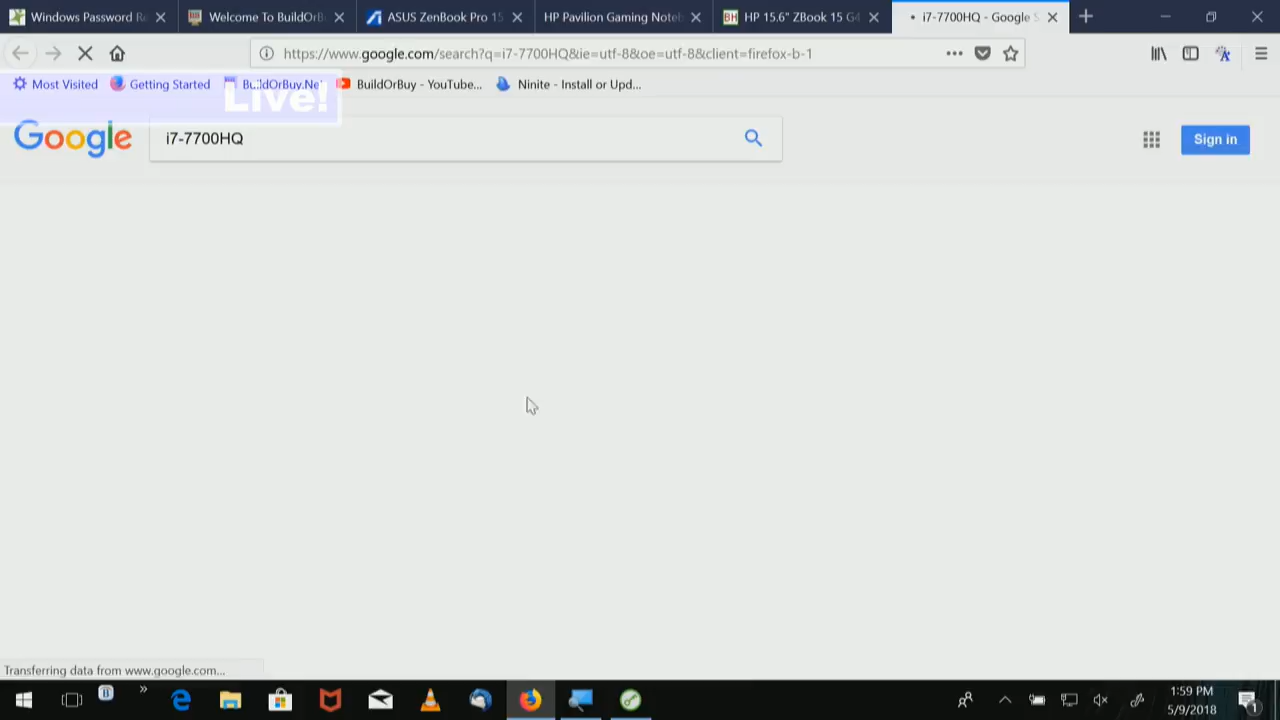 Windows Password Re
Welcome To BuildOrB
ASUS ZenBook Pro 15
HP Pavilion Gaming Noteb
BH HP 15.6" ZBook 15 G4
i7-7700HQ - Google S
https://www.google.com/search?q=i7-7700HQ&ie=utf-8&oe=utf-8&client=firefox-b-1
Most Visited
Getting Started
BuildOrBuy.Ne
BuildOrBuy - YouTube...
Ninite - Install or Upd...
Live!
Google
i7-7700HQ
Sign in
Transferring data from www.google.com...
1:59 PM
5/9/2018
1